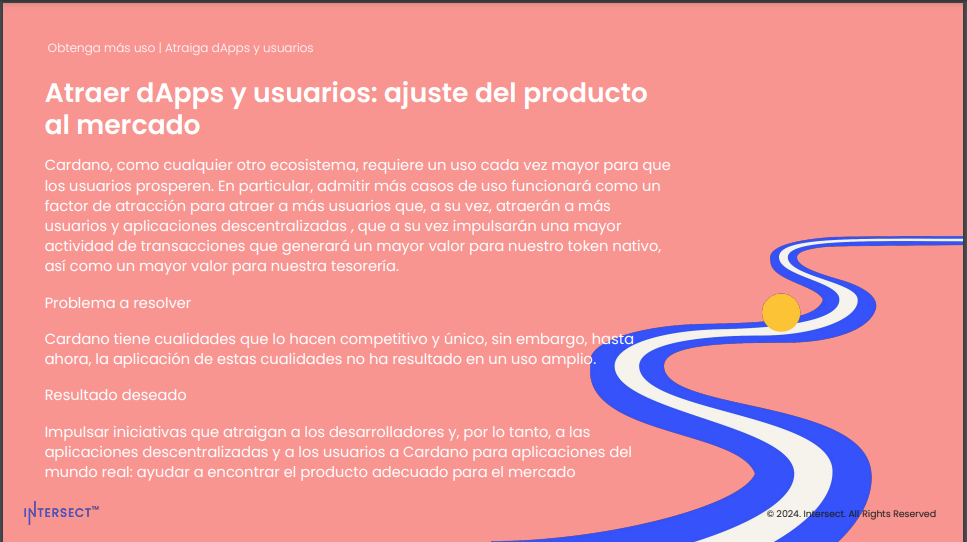 Obtenga más uso | Atraiga dApps y usuarios
Atraer dApps y usuarios: ajuste del producto
al mercado
Cardano, como cualquier otro ecosistema, requiere un uso cada vez mayor para que
los usuarios prosperen. En particular, admitir más casos de uso funcionará como un
factor de atracción para atraer a más usuarios que, a su vez, atraerán a más
usuarios y aplicaciones descentralizadas , que a su vez impulsarán una mayor
actividad de transacciones que generará un mayor valor para nuestro token nativo,
así como un mayor valor para nuestra tesorería.
Problema a resolver
Cardano tiene cualidades que lo hacen competitivo y único, sin embargo, hasta
ahora, la aplicación de estas cualidades no ha resultado en un uso amplio.
Resultado deseado
Impulsar iniciativas que atraigan a los desarrolladores y, por lo tanto, a las
aplicaciones descentralizadas y a los usuarios a Cardano para aplicaciones del
mundo real: ayudar a encontrar el producto adecuado para el mercado
INTERSECT™
© 2024. Intersect. All Rights Reserved